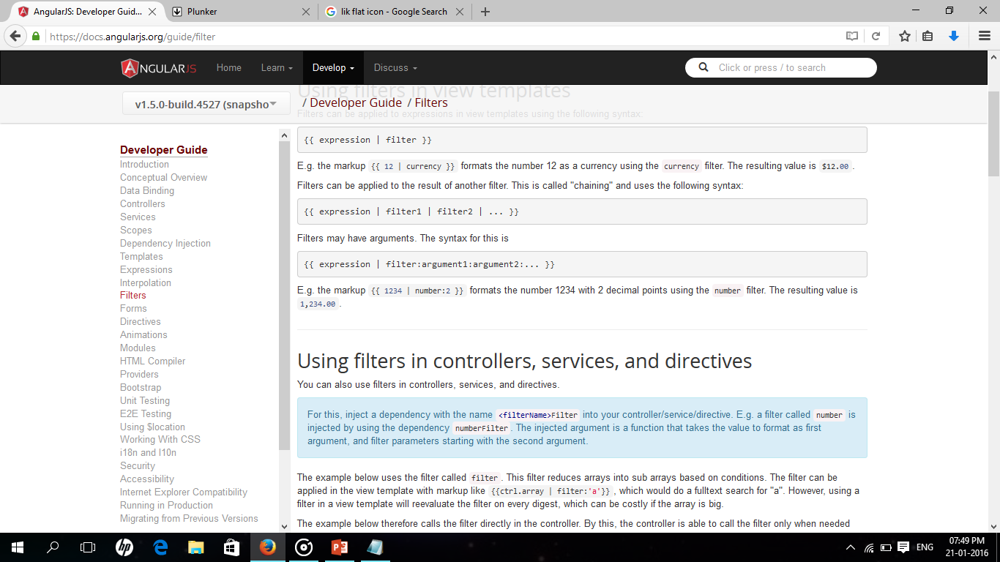 AngularJS: Developer Guid...
Plunker
lik flat icon - Google Search
https://docs.angularjs.org/guide/filter
ANGULARJS
Home
Learn
Develop
Discuss
Click or press / to search
Using filters in view templates
v1.5.0-build.4527 (snapsho
/ Developer Guide / Filters
Filters can be applied to expressions in view templates using the following syntax:
Developer Guide
Introduction
Conceptual Overview
Data Binding
Controllers
Services
Scopes
Dependency Injection
Templates
Expressions
Interpolation
Filters
Forms
Directives
Animations
Modules
HTML Compiler
Providers
Bootstrap
Unit Testing
E2E Testing
Using $location
Working With CSS
i18n and l10n
Security
Accessibility
Internet Explorer Compatibility
Running in Production
Migrating from Previous Versions
{{ expression | filter }}
E.g. the markup {{ 12 | currency }} formats the number 12 as a currency using the currency filter. The resulting value is $12.00 .
Filters can be applied to the result of another filter. This is called "chaining" and uses the following syntax:
{{ expression | filter1 | filter2 | ... }}
Filters may have arguments. The syntax for this is
{{ expression | filter:argument1:argument2:... }}
E.g. the markup {{ 1234 | number:2 }} formats the number 1234 with 2 decimal points using the number filter. The resulting value is
1,234.00 .
Using filters in controllers, services, and directives
You can also use filters in controllers, services, and directives.
For this, inject a dependency with the name <filterName>Filter into your controller/service/directive. E.g. a filter called number is
injected by using the dependency numberFilter . The injected argument is a function that takes the value to format as first
argument, and filter parameters starting with the second argument.
The example below uses the filter called filter . This filter reduces arrays into sub arrays based on conditions. The filter can be
applied in the view template with markup like {{ctrl.array | filter:'a'}} , which would do a fulltext search for "a". However, using a
filter in a view template will reevaluate the filter on every digest, which can be costly if the array is big.
The example below therefore calls the filter directly in the controller. By this, the controller is able to call the filter only when needed
hp
ENG
07:49 PM
21-01-2016